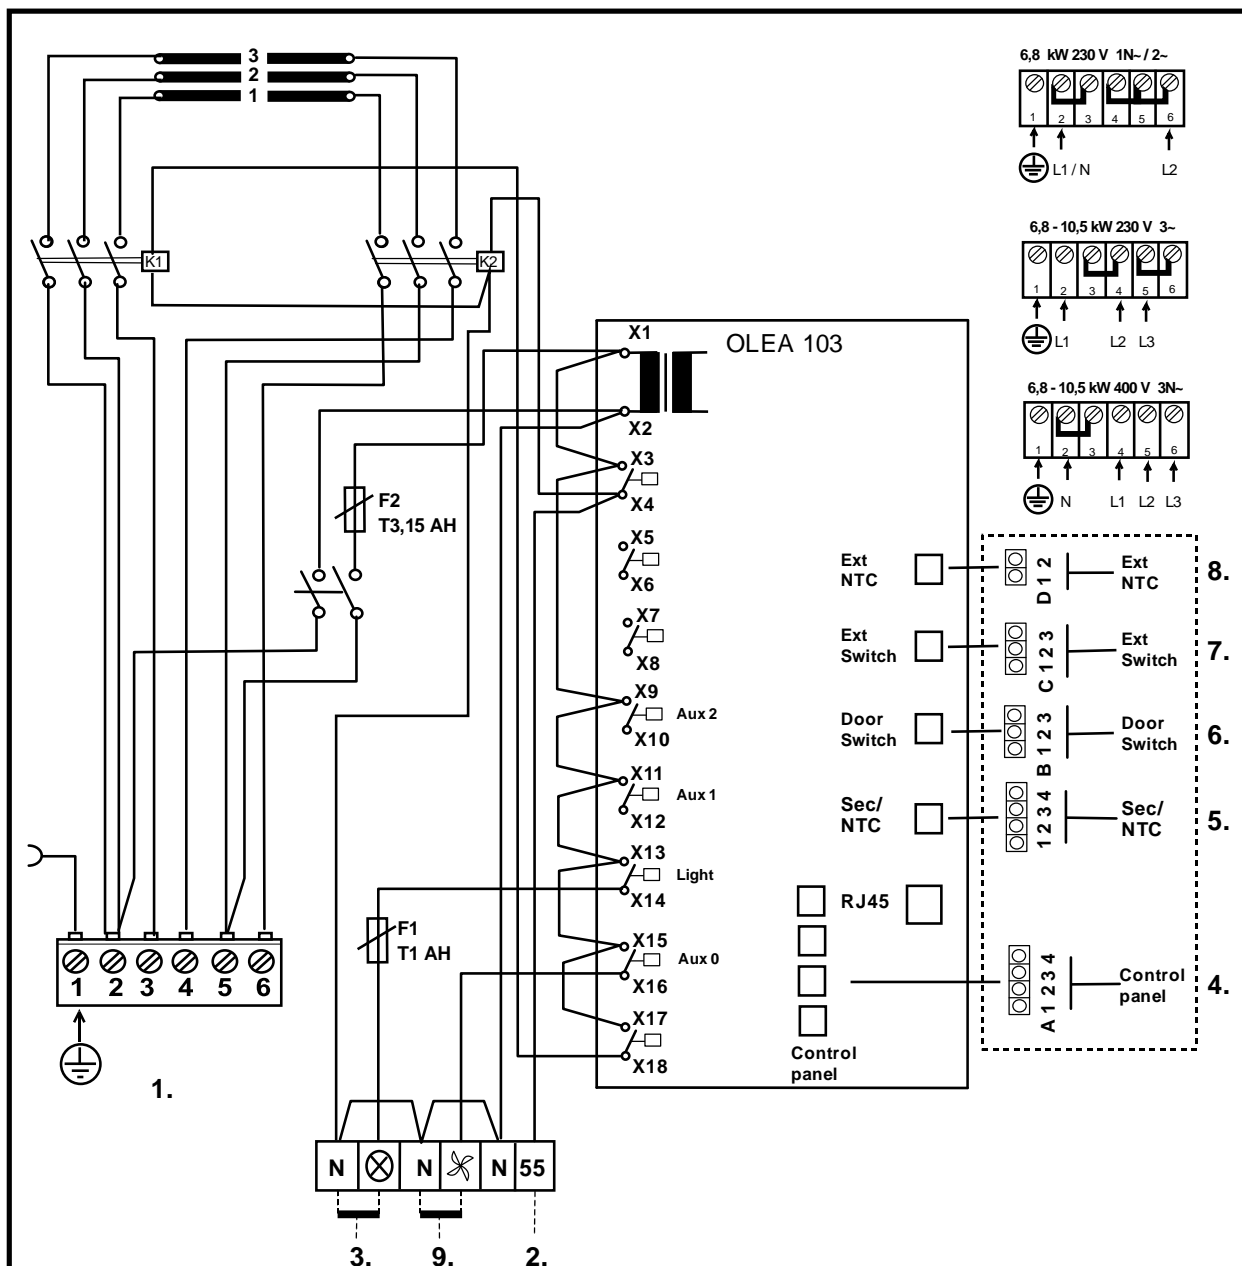 3
2
1
K1
K2
6,8 kW 230 V 1N~ / 2~
1 2 3 4 5 6
L1 / N L2
6,8 - 10,5 kW 230 V 3~
1 2 3 4 5 6
L1 L2 L3
6,8 - 10,5 kW 400 V 3N~
1 2 3 4 5 6
N L1 L2 L3
OLEA 103
X1
X2
X3
X4
X5
X6
X7
X8
X9
Aux 2
X10
X11
Aux 1
X12
X13
Light
X14
X15
Aux 0
X16
X17
X18
F2
T3,15 AH
F1
T1 AH
Ext
NTC
D 1 2
Ext
NTC
8.
Ext
Switch
C 1 2 3
Ext
Switch
7.
Door
Switch
B 1 2 3
Door
Switch
6.
Sec/
NTC
1 2 3 4
Sec/
NTC
5.
RJ45
A 1 2 3 4
Control
panel
4.
Control
panel
1 2 3 4 5 6
1.
N N N 55
3. 9. 2.